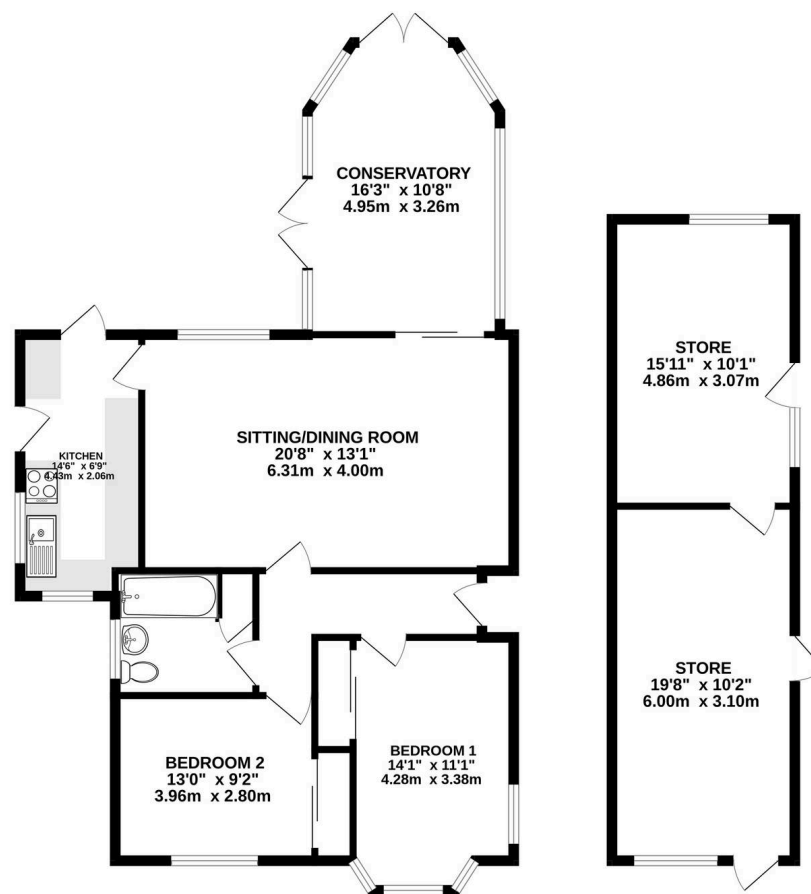 CONSERVATORY
16'3" x 10'8"
4.95m x 3.26m
STORE
15'11" x 10'1"
4.86m x 3.07m
SITTING/DINING ROOM
20'8" x 13'1"
6.31m x 4.00m
KITCHEN
14'6" x 6'9"
4.43m x 2.06m
STORE
19'8" x 10'2"
6.00m x 3.10m
BEDROOM 2
13'0" x 9'2"
3.96m x 2.80m
BEDROOM 1
14'1" x 11'1"
4.28m x 3.38m